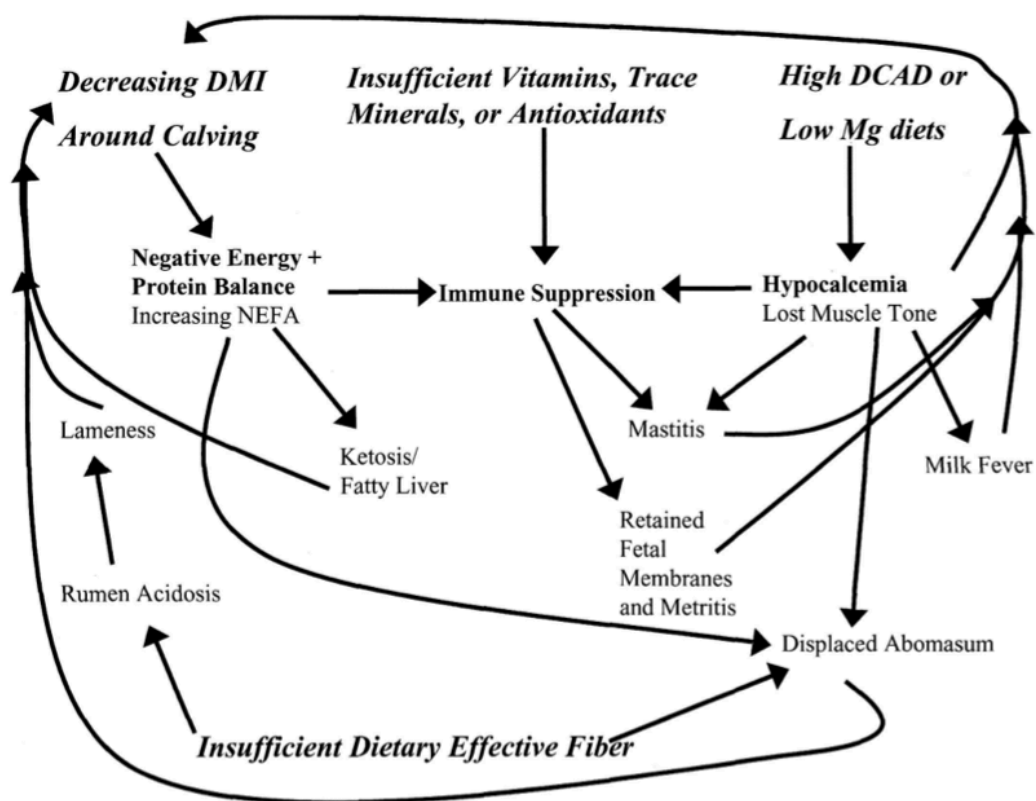 Decreasing DMI
Around Calving
Insufficient Vitamins, Trace
Minerals, or Antioxidants
High DCAD or
Low Mg diets
Negative Energy +
Protein Balance
Increasing NEFA
Immune Suppression
Hypocalcemia
Lost Muscle Tone
Lameness
Ketosis/
Fatty Liver
Mastitis
Milk Fever
Retained
Fetal
Membranes
and Metritis
Rumen Acidosis
Displaced Abomasum
Insufficient Dietary Effective Fiber